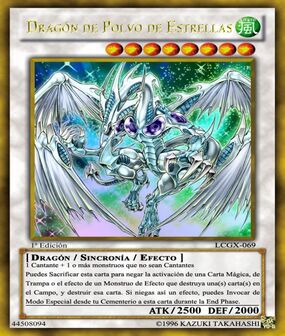 Dragón de Polvo de Estrellas
1ª Edición
LCGX-069
[ Dragón / Sincronía / Efecto ]
1 Cantante + 1 o más monstruos que no sean Cantantes
Puedes Sacrificar esta carta para negar la activación de una Carta Mágica, de
Trampa o el efecto de un Monstruo de Efecto que destruya una(s) carta(s) en
el Campo, y destruirla. Si niegas así un efecto, puedes Invocar de
Modo Especial desde tu Cementerio a esta carta durante la End Phase.
ATK/2500 DEF/2000
44508094
©1996 KAZUKI TAKAHASHI